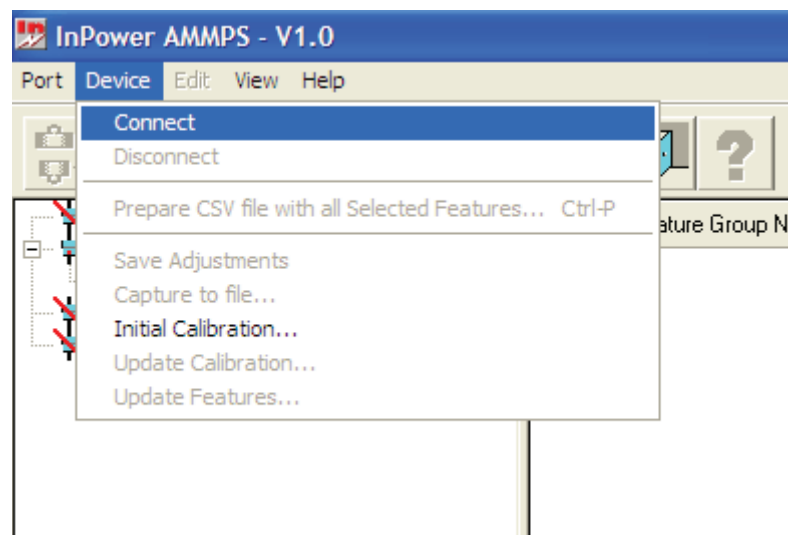 InPower AMMPS - V1.0
Port Device Edit View Help
Connect
Disconnect
?
Prepare CSV file with all Selected Features... Ctrl-P
ature Group N
Save Adjustments
Capture to file...
Initial Calibration...
Update Calibration...
Update Features...